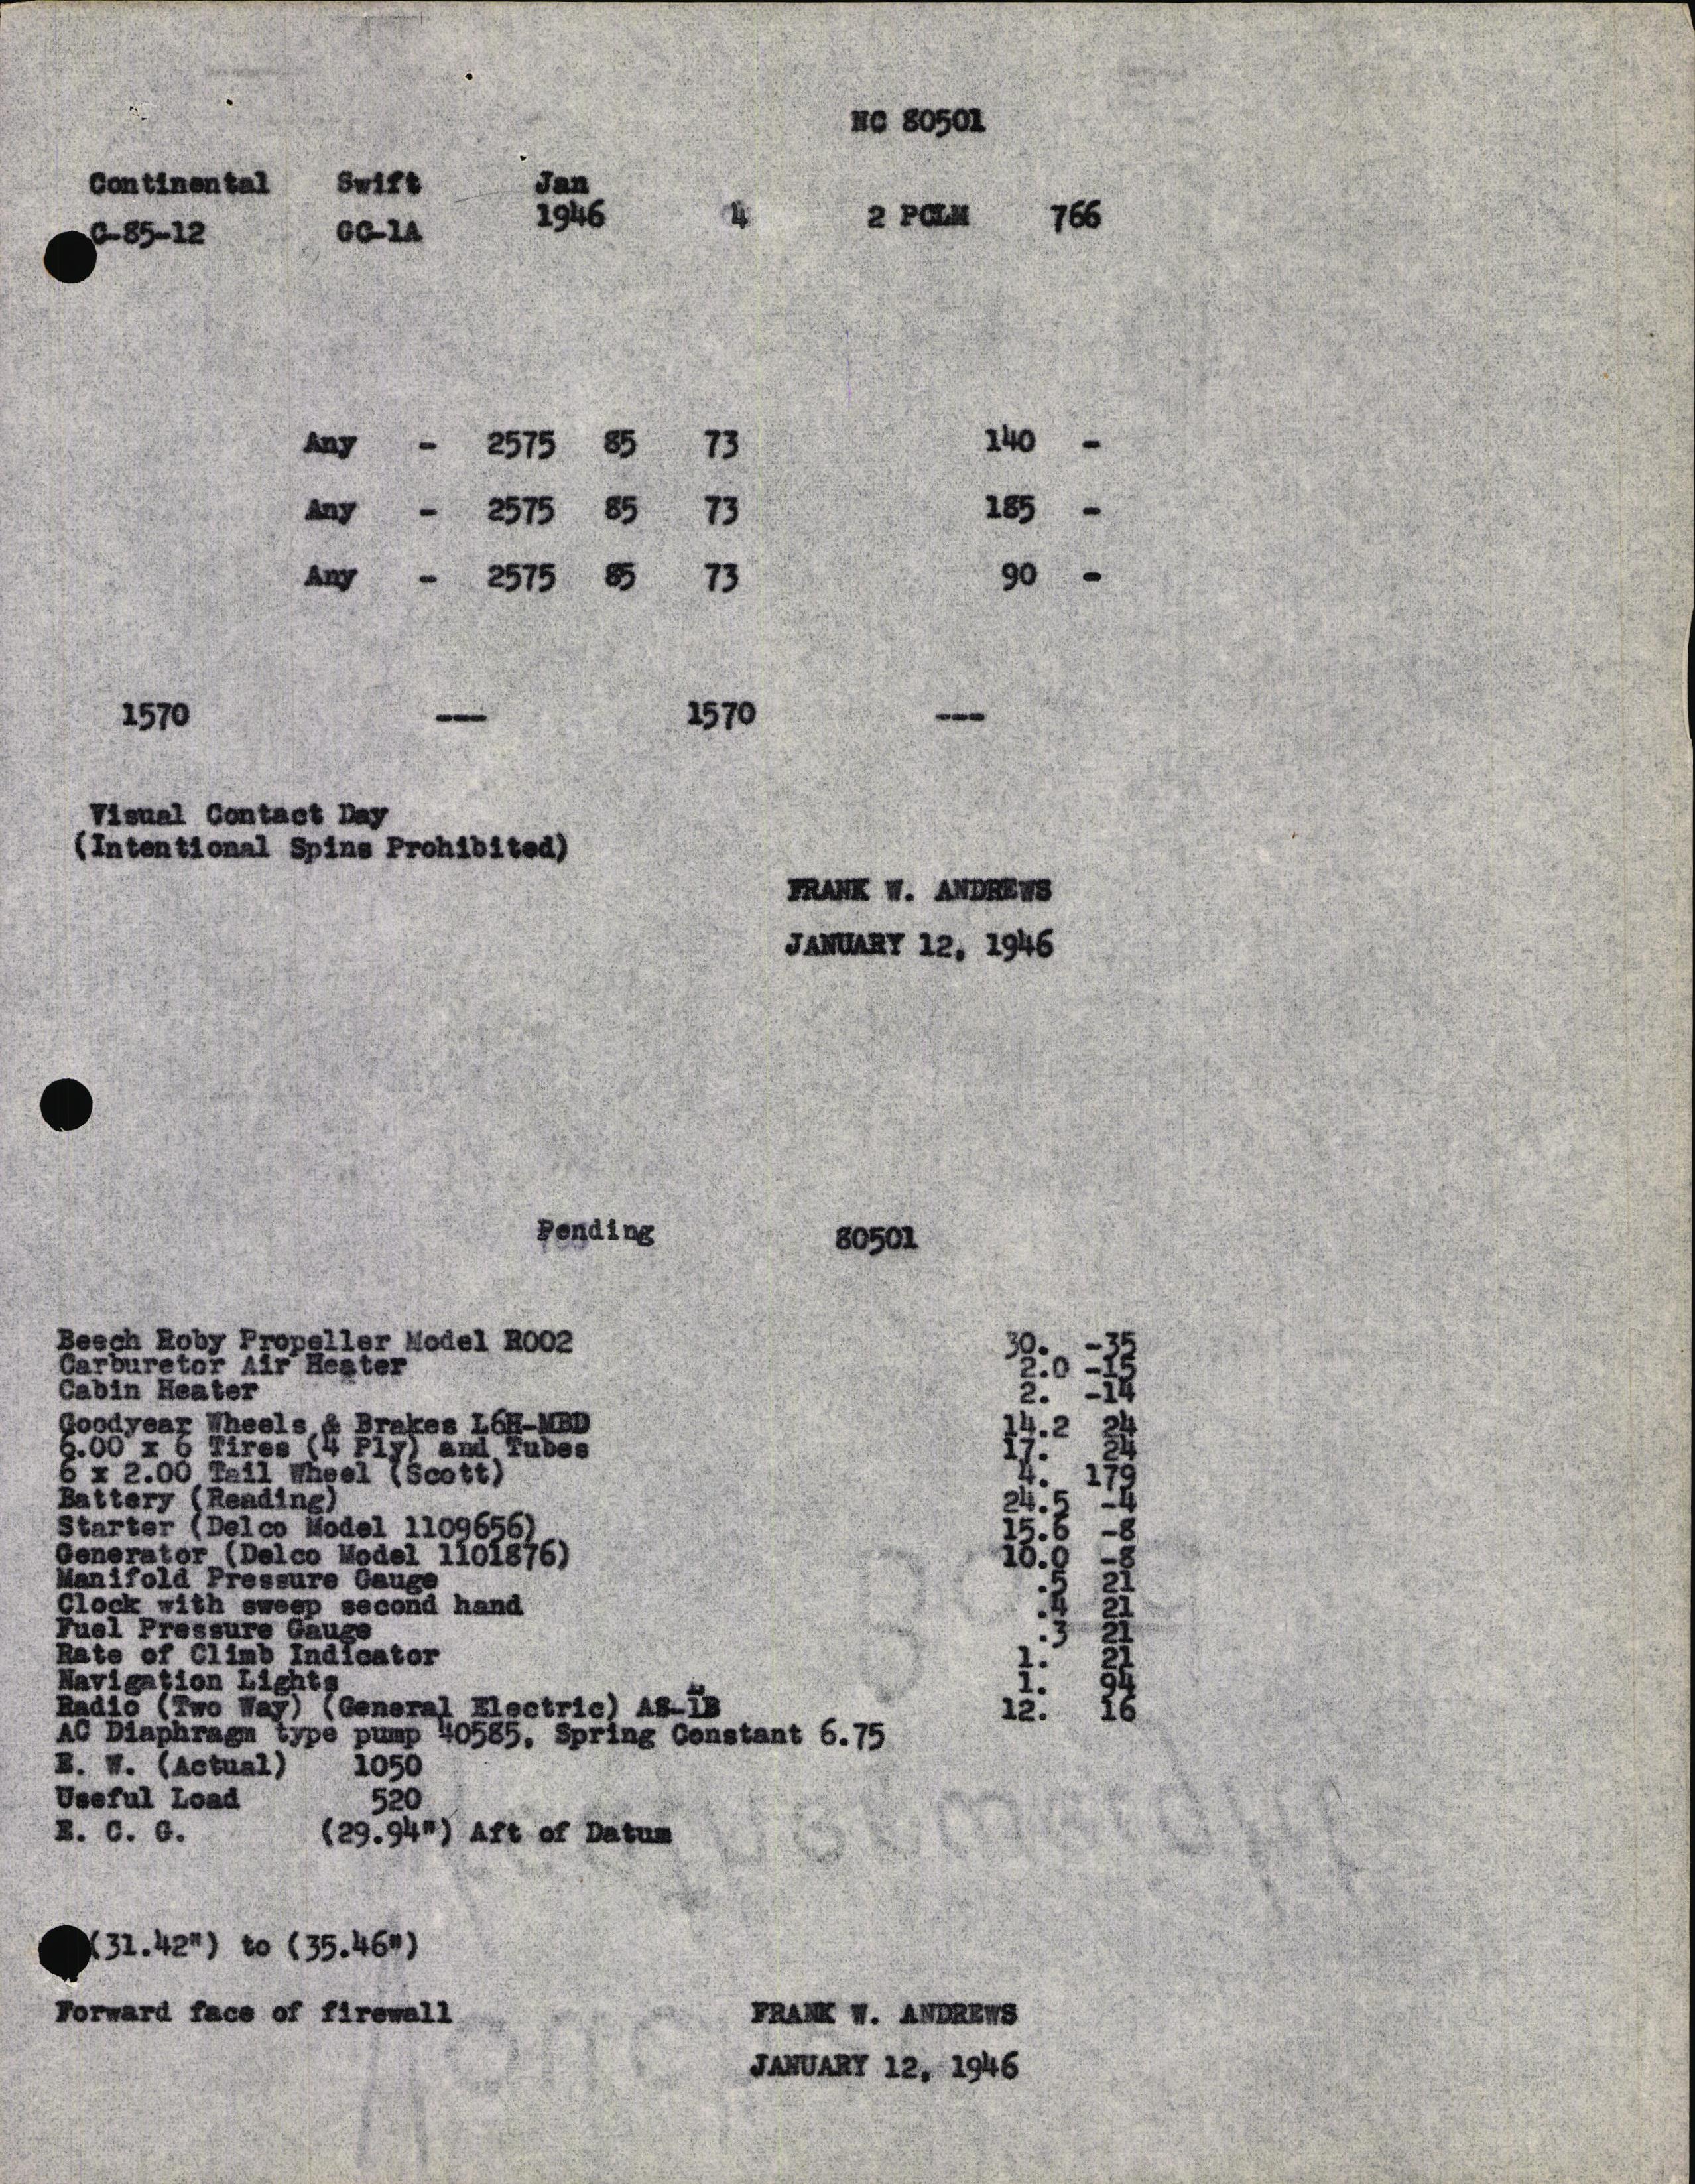 NC 80501
Continental Swift Jan
1946 4 2 PCLM 766
C-85-12 GC-1A
Any - 2575 85 73 140 -
Any - 2575 85 73 185 -
Any - 2575 85 73 90 -
1570 --- 1570 ---
Visual Contact Day
(Intentional Spins Prohibited)
FRANK W. ANDREWS
JANUARY 12, 1946
Pending 80501
Beech Roby Propeller Model R002 30. -35
Carburetor Air Heater 2.0 -15
Cabin Heater 2. -14
Goodyear Wheels & Brakes L6H-MBD 14.2 24
6.00 x 6 Tires (4 Ply) and Tubes 17. 24
6 x 2.00 Tail Wheel (Scott) 4. 179
Battery (Reading) 24.5 -4
Starter (Delco Model 1109656) 15.6 -8
Generator (Delco Model 1101876) 10.0 -8
Manifold Pressure Gauge .5 21
Clock with sweep second hand .4 21
Fuel Pressure Gauge .3 21
Rate of Climb Indicator 1. 21
Navigation Lights 1. 94
Radio (Two Way) (General Electric) AS-1B 12. 16
AC Diaphragm type pump 40585, Spring Constant 6.75
E. W. (Actual) 1050
Useful Load 520
E. C. G. (29.94") Aft of Datum
(31.42") to (35.46")
Forward face of firewall FRANK W. ANDREWS
JANUARY 12, 1946